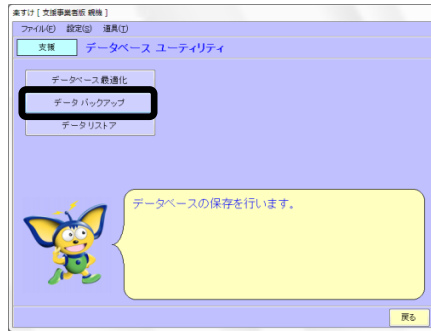 楽すけ [ 支援事業者版 親機 ]
ファイル(F) 設定(S) 道具(T)
支援 データベース ユーティリティ
データベース最適化
データ バックアップ
データ リストア
データベースの保存を行います。
戻る